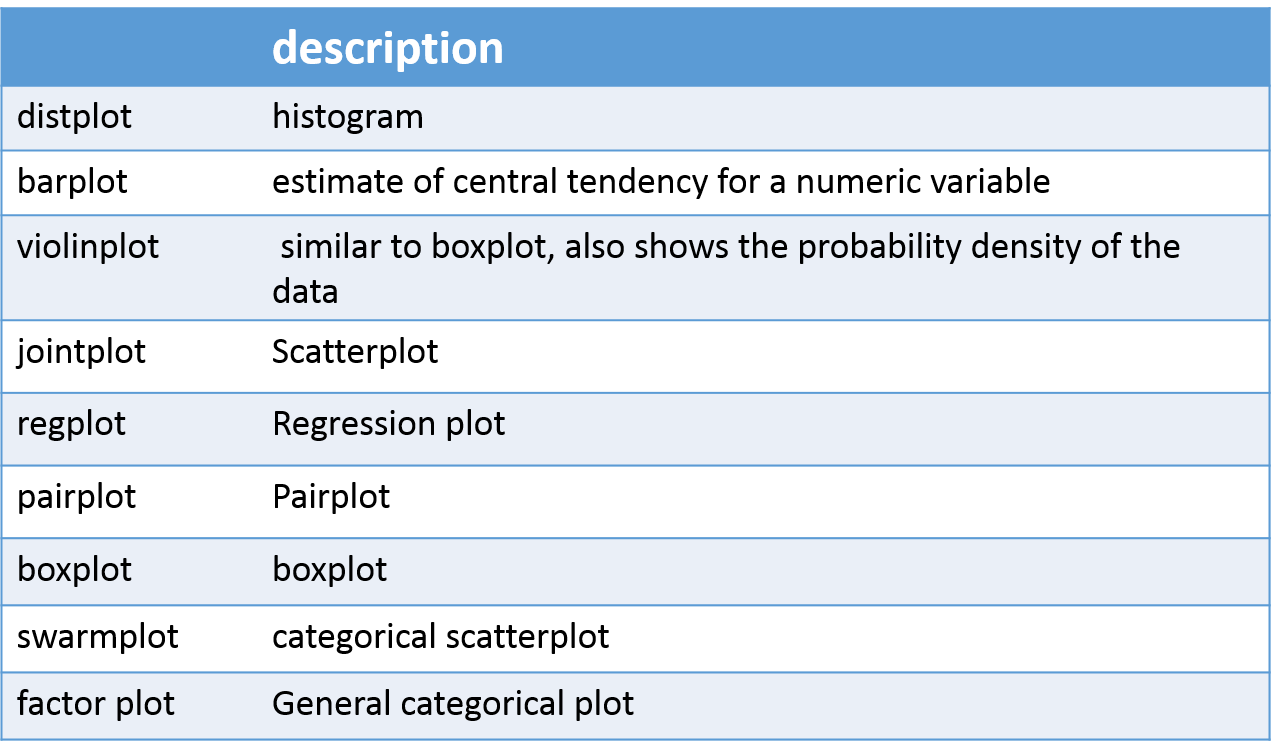 description
distplot histogram
barplot estimate of central tendency for a numeric variable
violinplot similar to boxplot, also shows the probability density of the
data
jointplot Scatterplot
regplot Regression plot
pairplot Pairplot
boxplot boxplot
swarmplot categorical scatterplot
factor plot General categorical plot